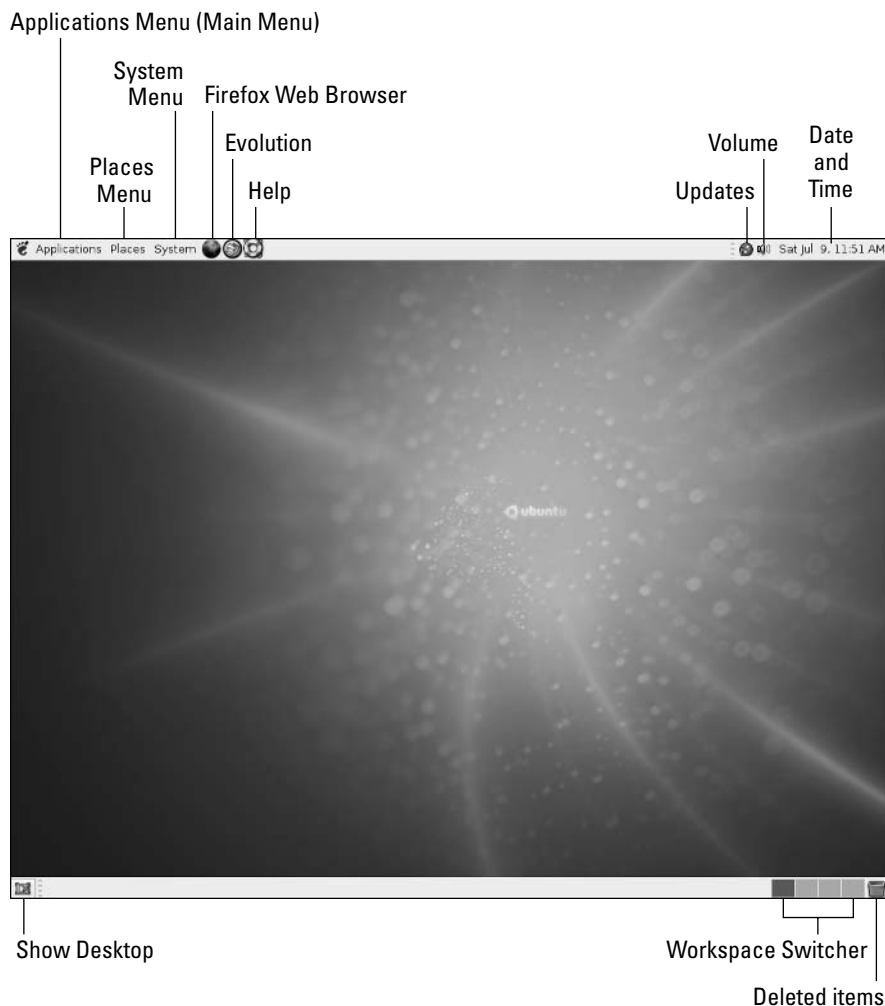 Applications Menu (Main Menu)
System
Menu
Firefox Web Browser
Evolution
Places
Menu
Help
Volume
Updates
Date
and
Time
Applications Places System
Sat Jul 9, 11:51 AM
ubuntu
Show Desktop
Workspace Switcher
Deleted items